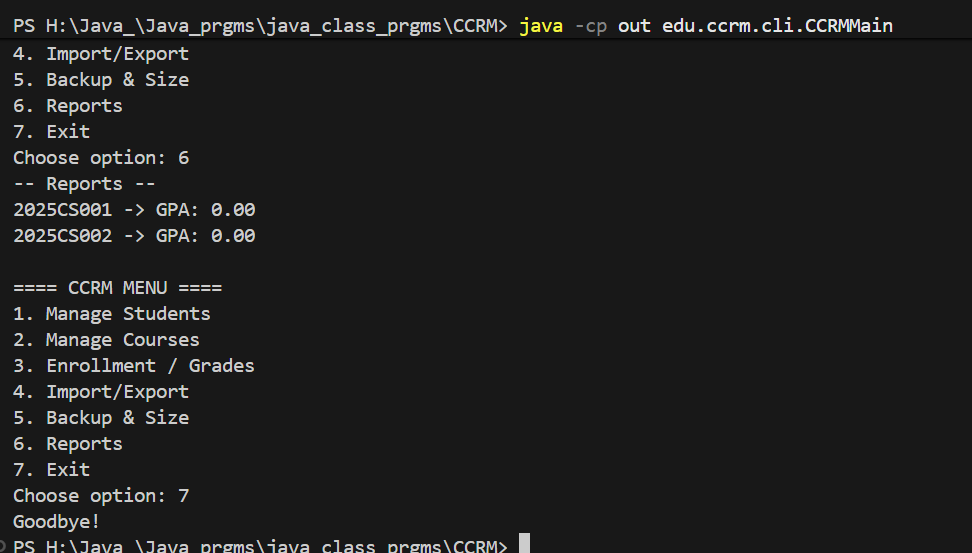 PS H:\Java_\Java_prgms\java_class_prgms\CCRM> java -cp out edu.ccrm.cli.CCRMMain
4. Import/Export
5. Backup & Size
6. Reports
7. Exit
Choose option: 6
-- Reports --
2025CS001 -> GPA: 0.00
2025CS002 -> GPA: 0.00
==== CCRM MENU ====
1. Manage Students
2. Manage Courses
3. Enrollment / Grades
4. Import/Export
5. Backup & Size
6. Reports
7. Exit
Choose option: 7
Goodbye!
PS H:\Java_\Java_prgms\java_class_prgms\CCRM>